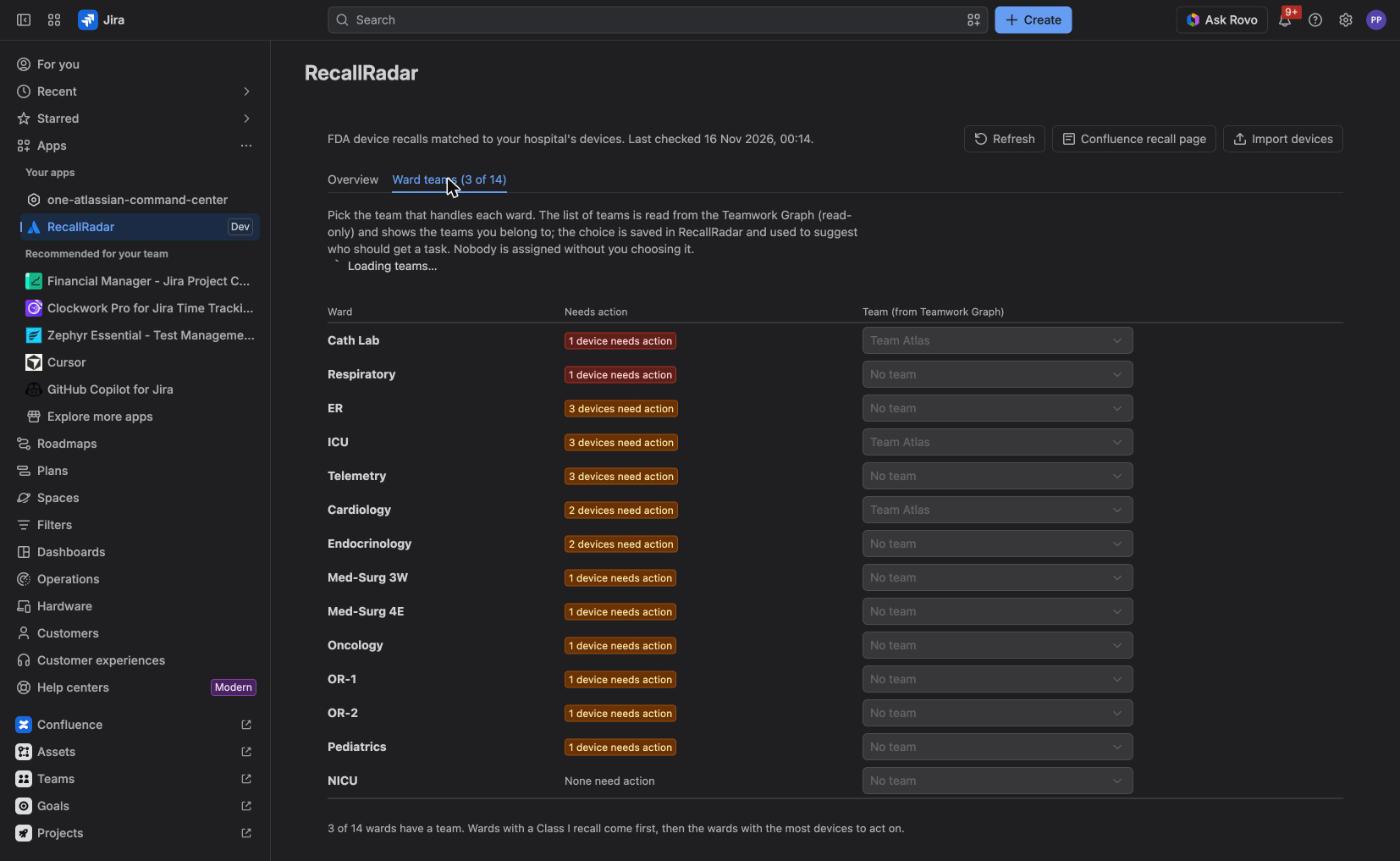 Jira
Search
Create
Ask Rovo
9+
PP
For you
Recent
Starred
Apps
Your apps
one-atlassian-command-center
RecallRadar
Dev
Recommended for your team
Financial Manager - Jira Project C...
Clockwork Pro for Jira Time Tracki...
Zephyr Essential - Test Manageme...
Cursor
GitHub Copilot for Jira
Explore more apps
Roadmaps
Plans
Spaces
Filters
Dashboards
Operations
Hardware
Customers
Customer experiences
Help centers
Modern
Confluence
Assets
Teams
Goals
Projects
RecallRadar
FDA device recalls matched to your hospital's devices. Last checked 16 Nov 2026, 00:14.
Refresh
Confluence recall page
Import devices
Overview
Ward teams (3 of 14)
Pick the team that handles each ward. The list of teams is read from the Teamwork Graph (read-
only) and shows the teams you belong to; the choice is saved in RecallRadar and used to suggest
who should get a task. Nobody is assigned without you choosing it.
Loading teams...
Ward Needs action Team (from Teamwork Graph)
Cath Lab 1 device needs action Team Atlas
Respiratory 1 device needs action No team
ER 3 devices need action No team
ICU 3 devices need action Team Atlas
Telemetry 3 devices need action No team
Cardiology 2 devices need action Team Atlas
Endocrinology 2 devices need action No team
Med-Surg 3W 1 device needs action No team
Med-Surg 4E 1 device needs action No team
Oncology 1 device needs action No team
OR-1 1 device needs action No team
OR-2 1 device needs action No team
Pediatrics 1 device needs action No team
NICU None need action No team
3 of 14 wards have a team. Wards with a Class I recall come first, then the wards with the most devices to act on.